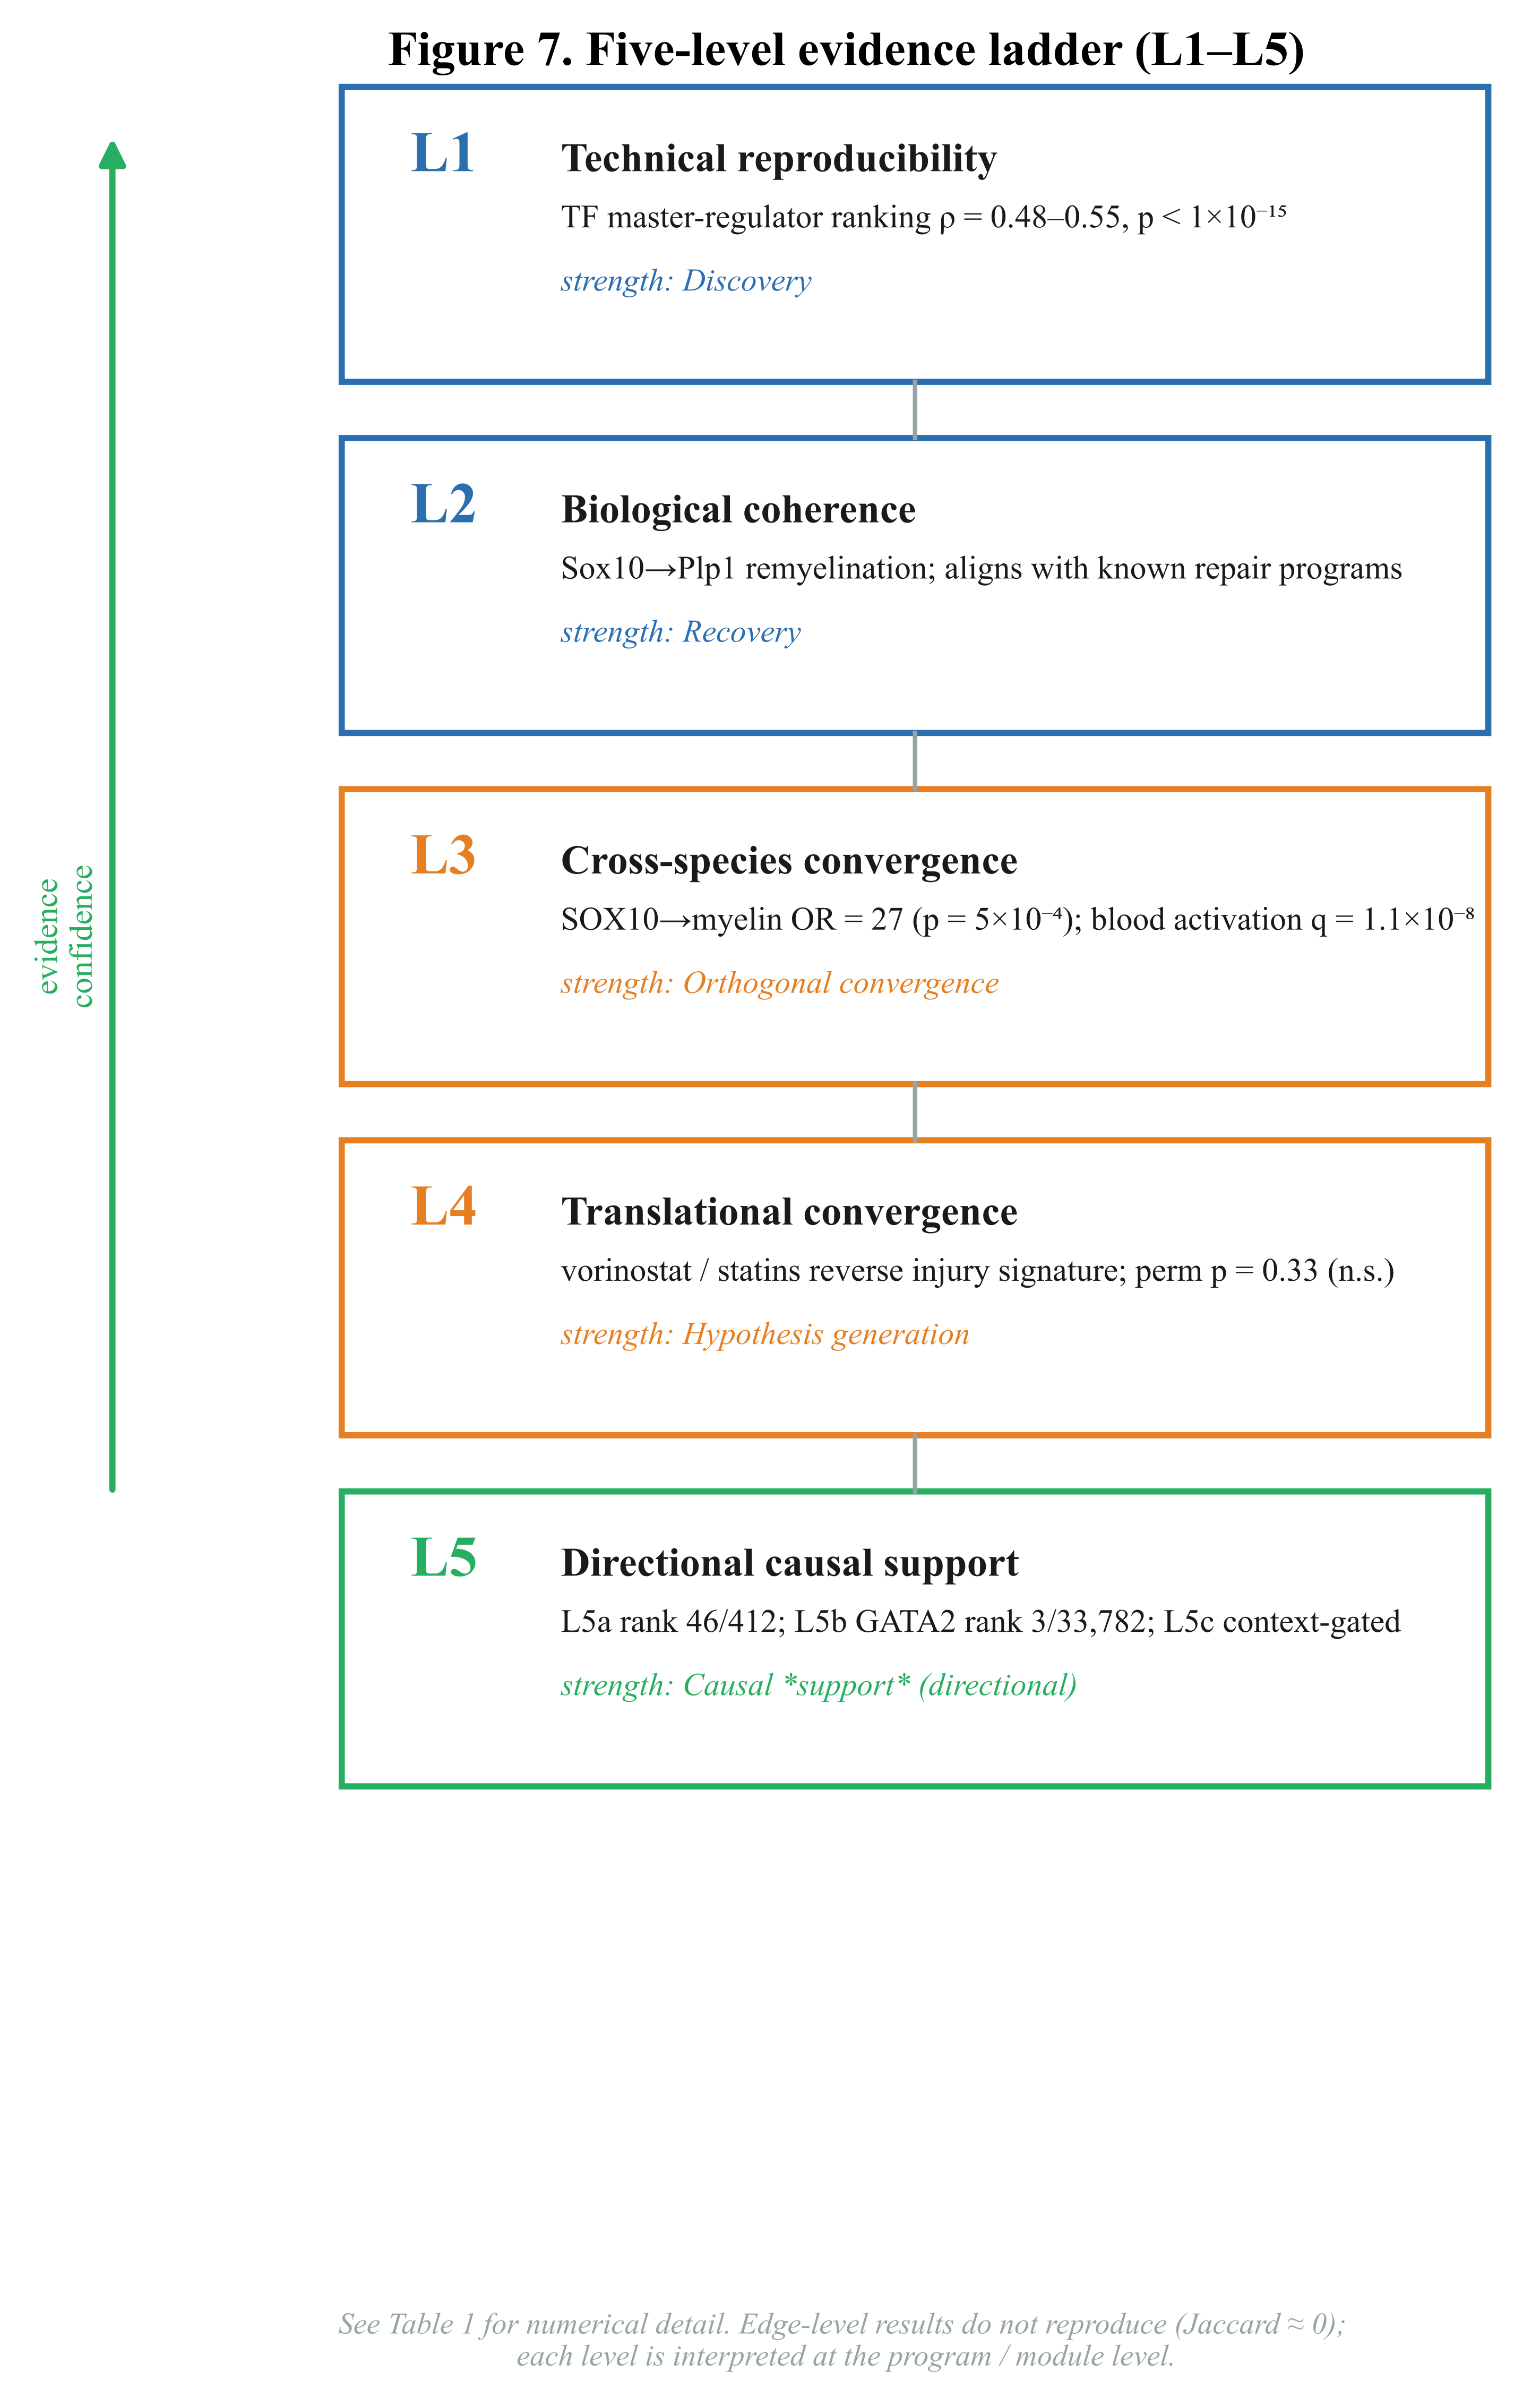 Figure 7. Five-level evidence ladder (L1–L5)
L1
Technical reproducibility
TF master-regulator ranking ρ = 0.48–0.55, p < 1×10⁻¹⁵
strength: Discovery
L2
Biological coherence
Sox10→Plp1 remyelination; aligns with known repair programs
strength: Recovery
evidence
confidence
L3
Cross-species convergence
SOX10→myelin OR = 27 (p = 5×10⁻⁴); blood activation q = 1.1×10⁻⁸
strength: Orthogonal convergence
L4
Translational convergence
vorinostat / statins reverse injury signature; perm p = 0.33 (n.s.)
strength: Hypothesis generation
L5
Directional causal support
L5a rank 46/412; L5b GATA2 rank 3/33,782; L5c context-gated
strength: Causal *support* (directional)
See Table 1 for numerical detail. Edge-level results do not reproduce (Jaccard ≈ 0);
each level is interpreted at the program / module level.